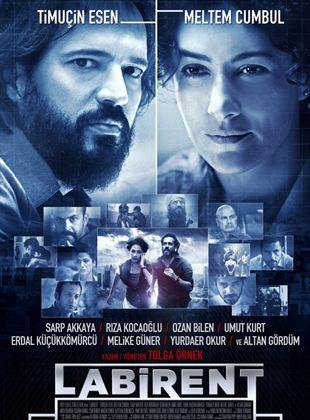 TİMUÇİN ESEN
MELTEM CUMBUL
SARP AKKAYA / RIZA KOCAOĞLU / OZAN BİLEN / UMUT KURT
ERDAL KÜÇÜKKÖMÜRCÜ / MELİKE GÜNER / YURDAER OKUR / VE ALTAN GÖRDÜM
YAZAN / YÖNETEN TOLGA ÖRNEK
LABİRENT